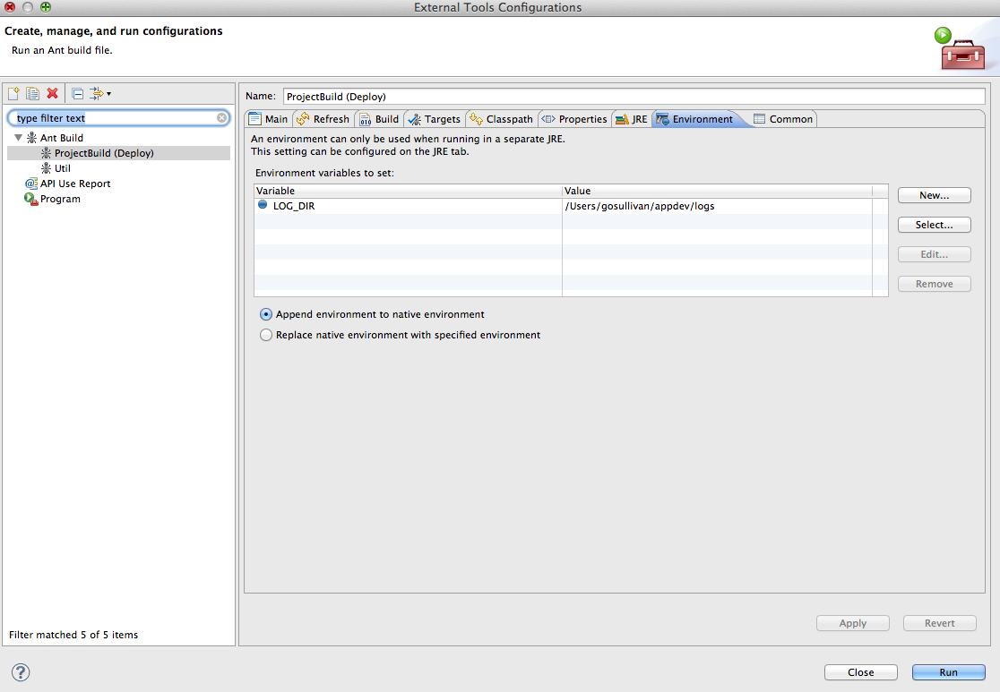 External Tools Configurations
Create, manage, and run configurations
Run an Ant build file.
type filter text
Ant Build
ProjectBuild (Deploy)
Util
API Use Report
Program
Filter matched 5 of 5 items
Name: ProjectBuild (Deploy)
Main Refresh Build Targets Classpath Properties JRE Environment Common
An environment can only be used when running in a separate JRE.
This setting can be configured on the JRE tab.
Environment variables to set:
Variable Value
LOG_DIR /Users/gosullivan/appdev/logs
New...
Select...
Edit...
Remove
Append environment to native environment
Replace native environment with specified environment
Apply Revert
? Close Run